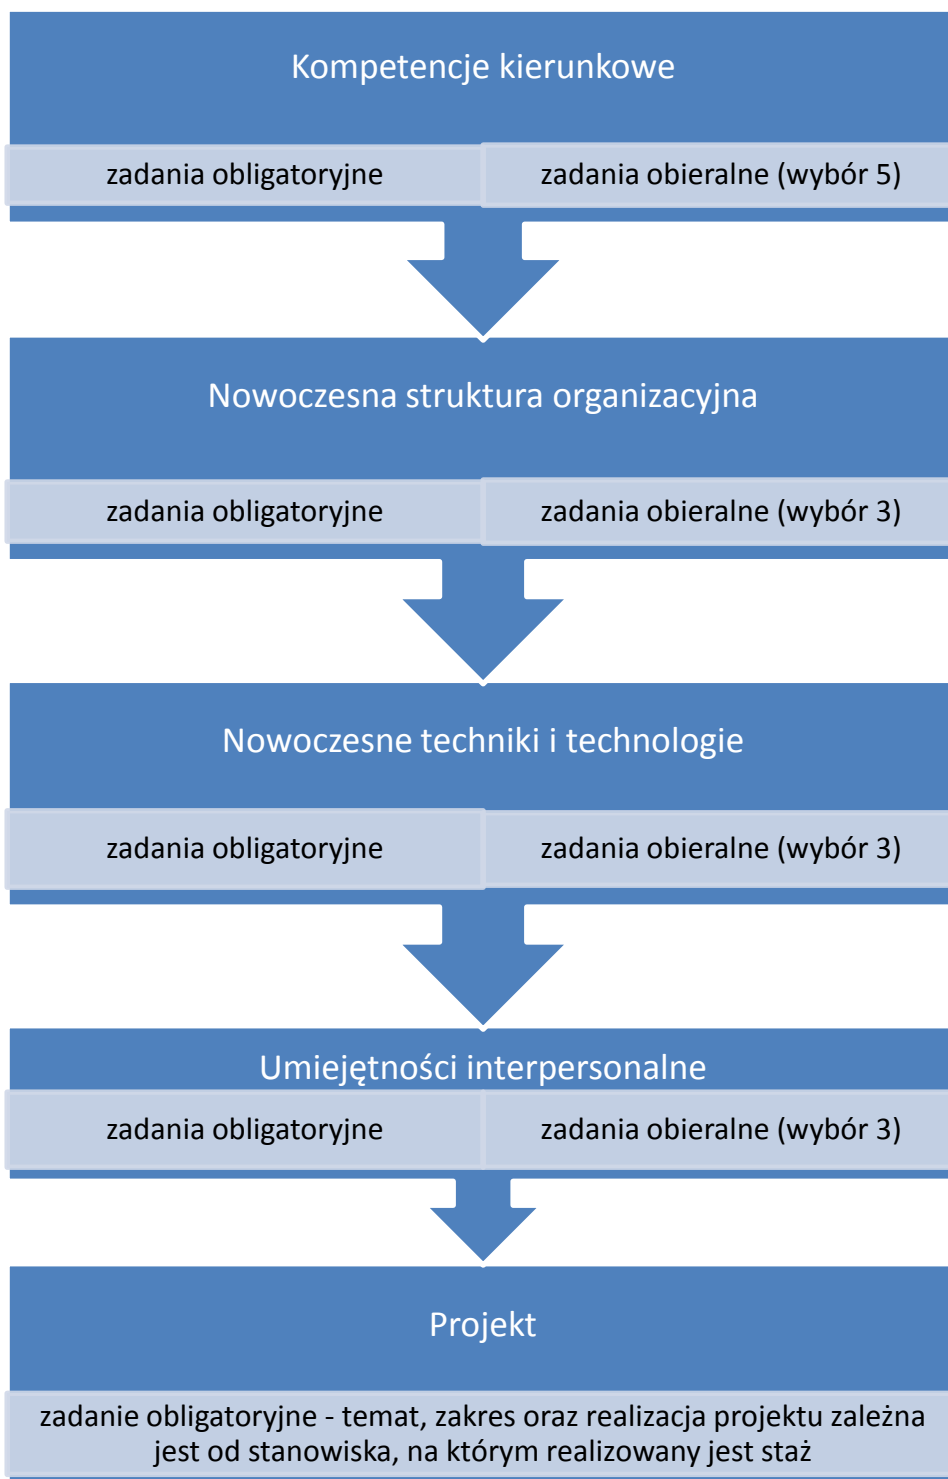 Kompetencje kierunkowe
zadania obligatoryjne
zadania obieralne (wybór 5)
Nowoczesna struktura organizacyjna
zadania obligatoryjne
zadania obieralne (wybór 3)
Nowoczesne techniki i technologie
zadania obligatoryjne
zadania obieralne (wybór 3)
Umiejętności interpersonalne
zadania obligatoryjne
zadania obieralne (wybór 3)
Projekt
zadanie obligatoryjne - temat, zakres oraz realizacja projektu zależna
jest od stanowiska, na którym realizowany jest staż